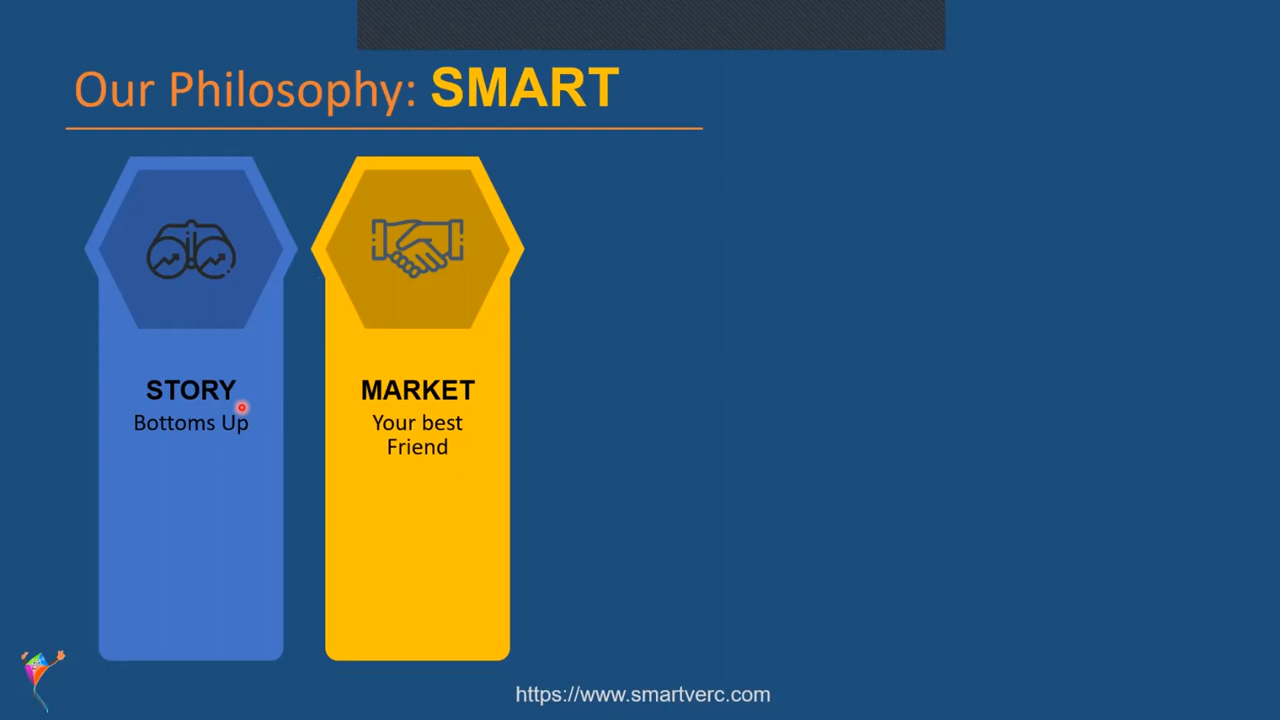 Our Philosophy: SMART
STORY
Bottoms Up
MARKET
Your best
Friend
https://www.smartverc.com